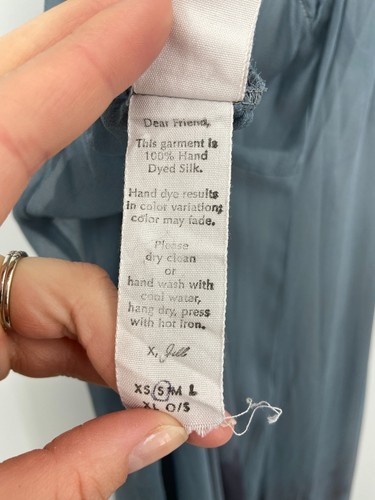 Dear Friend,
This garment is
100% Hand
Dyed Silk.
Hand dye results
in color variation;
color may fade.
Please
dry clean
or
hand wash with
cool water,
hang dry, press
with hot iron.
X, Jill
XS S M L
XL O/S